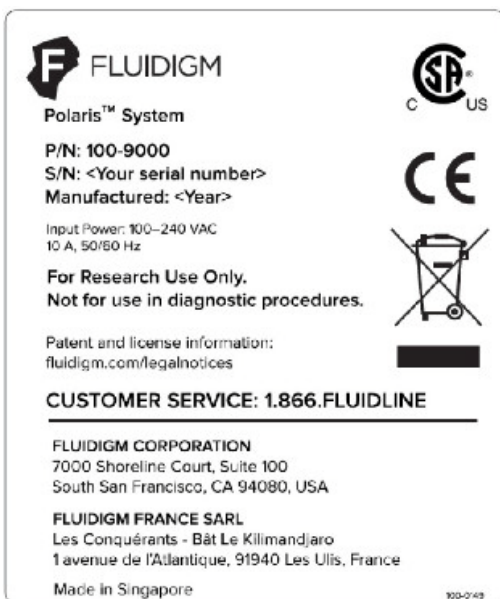 F FLUIDIGM
CSA®
C US
Polaris™ System
P/N: 100-9000
S/N: <Your serial number>
Manufactured: <Year>
CE
Input Power: 100–240 VAC
10 A, 50/60 Hz
For Research Use Only.
Not for use in diagnostic procedures.
Patent and license information:
fluidigm.com/legalnotices
CUSTOMER SERVICE: 1.866.FLUIDLINE
FLUIDIGM CORPORATION
7000 Shoreline Court, Suite 100
South San Francisco, CA 94080, USA
FLUIDIGM FRANCE SARL
Les Conquérants - Bât Le Kilimandjaro
1 avenue de l'Atlantique, 91940 Les Ulis, France
Made in Singapore
100-0149